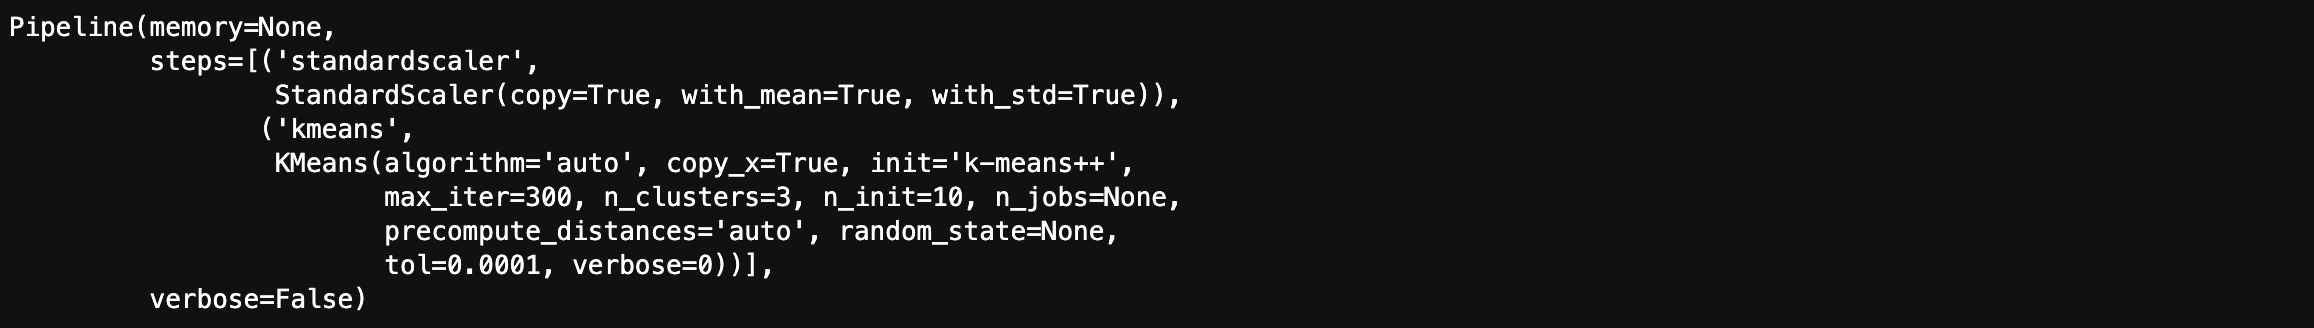 Pipeline(memory=None,
         steps=[('standardscaler',
                 StandardScaler(copy=True, with_mean=True, with_std=True)),
                ('kmeans',
                 KMeans(algorithm='auto', copy_x=True, init='k-means++',
                        max_iter=300, n_clusters=3, n_init=10, n_jobs=None,
                        precompute_distances='auto', random_state=None,
                        tol=0.0001, verbose=0))],
         verbose=False)